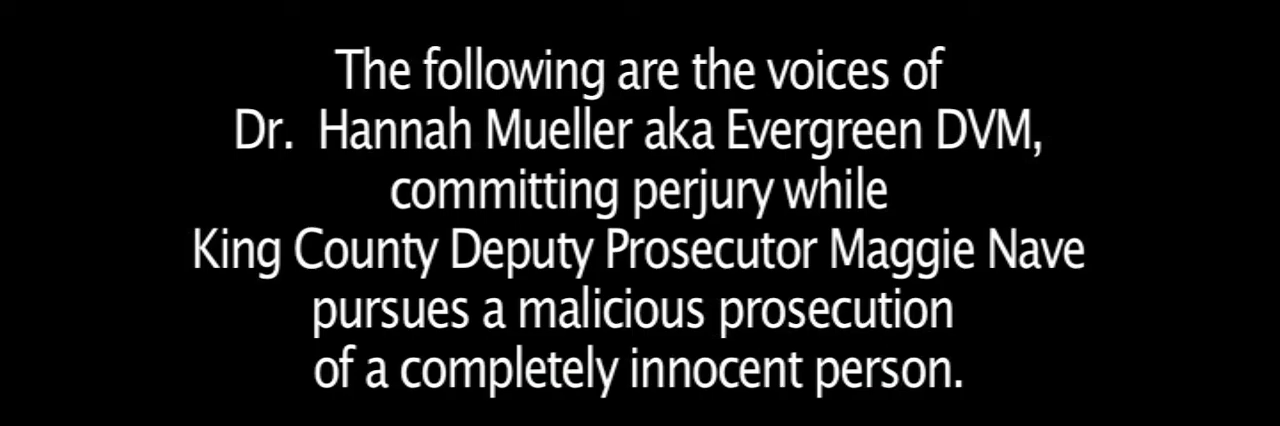 The following are the voices of
Dr.  Hannah Mueller aka Evergreen DVM,
committing perjury while
King County Deputy Prosecutor Maggie Nave
pursues a malicious prosecution
of a completely innocent person.